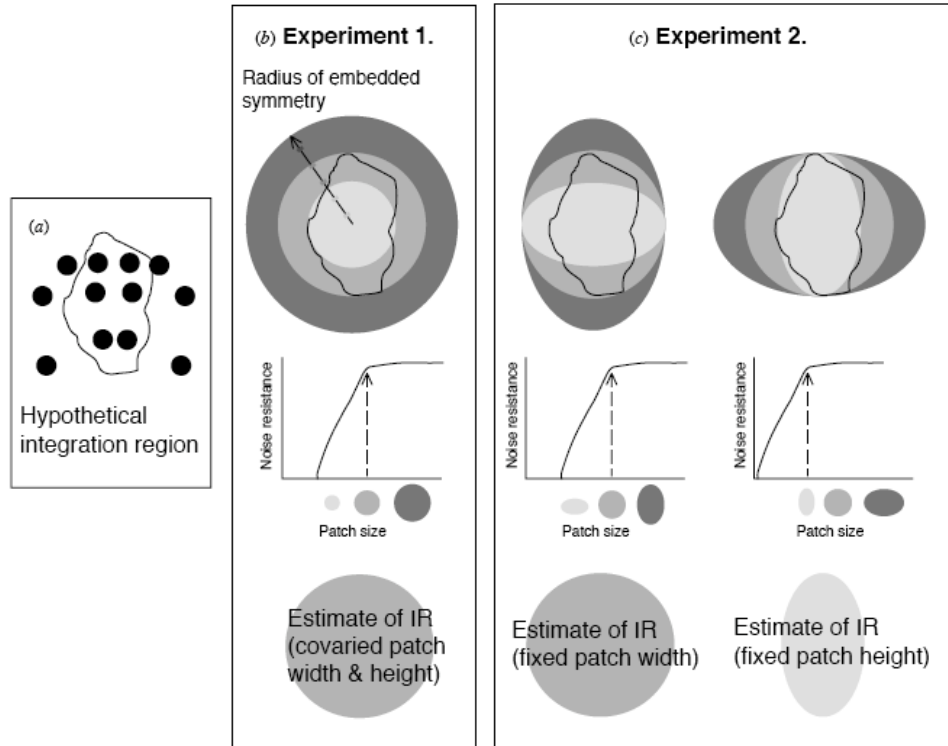 (b) Experiment 1.
Radius of embedded
symmetry
(c) Experiment 2.
(a)
Hypothetical
integration region
Noise resistance
Patch size
Noise resistance
Patch size
Noise resistance
Patch size
Estimate of IR
(covaried patch
width & height)
Estimate of IR
(fixed patch width)
Estimate of IR
(fixed patch height)